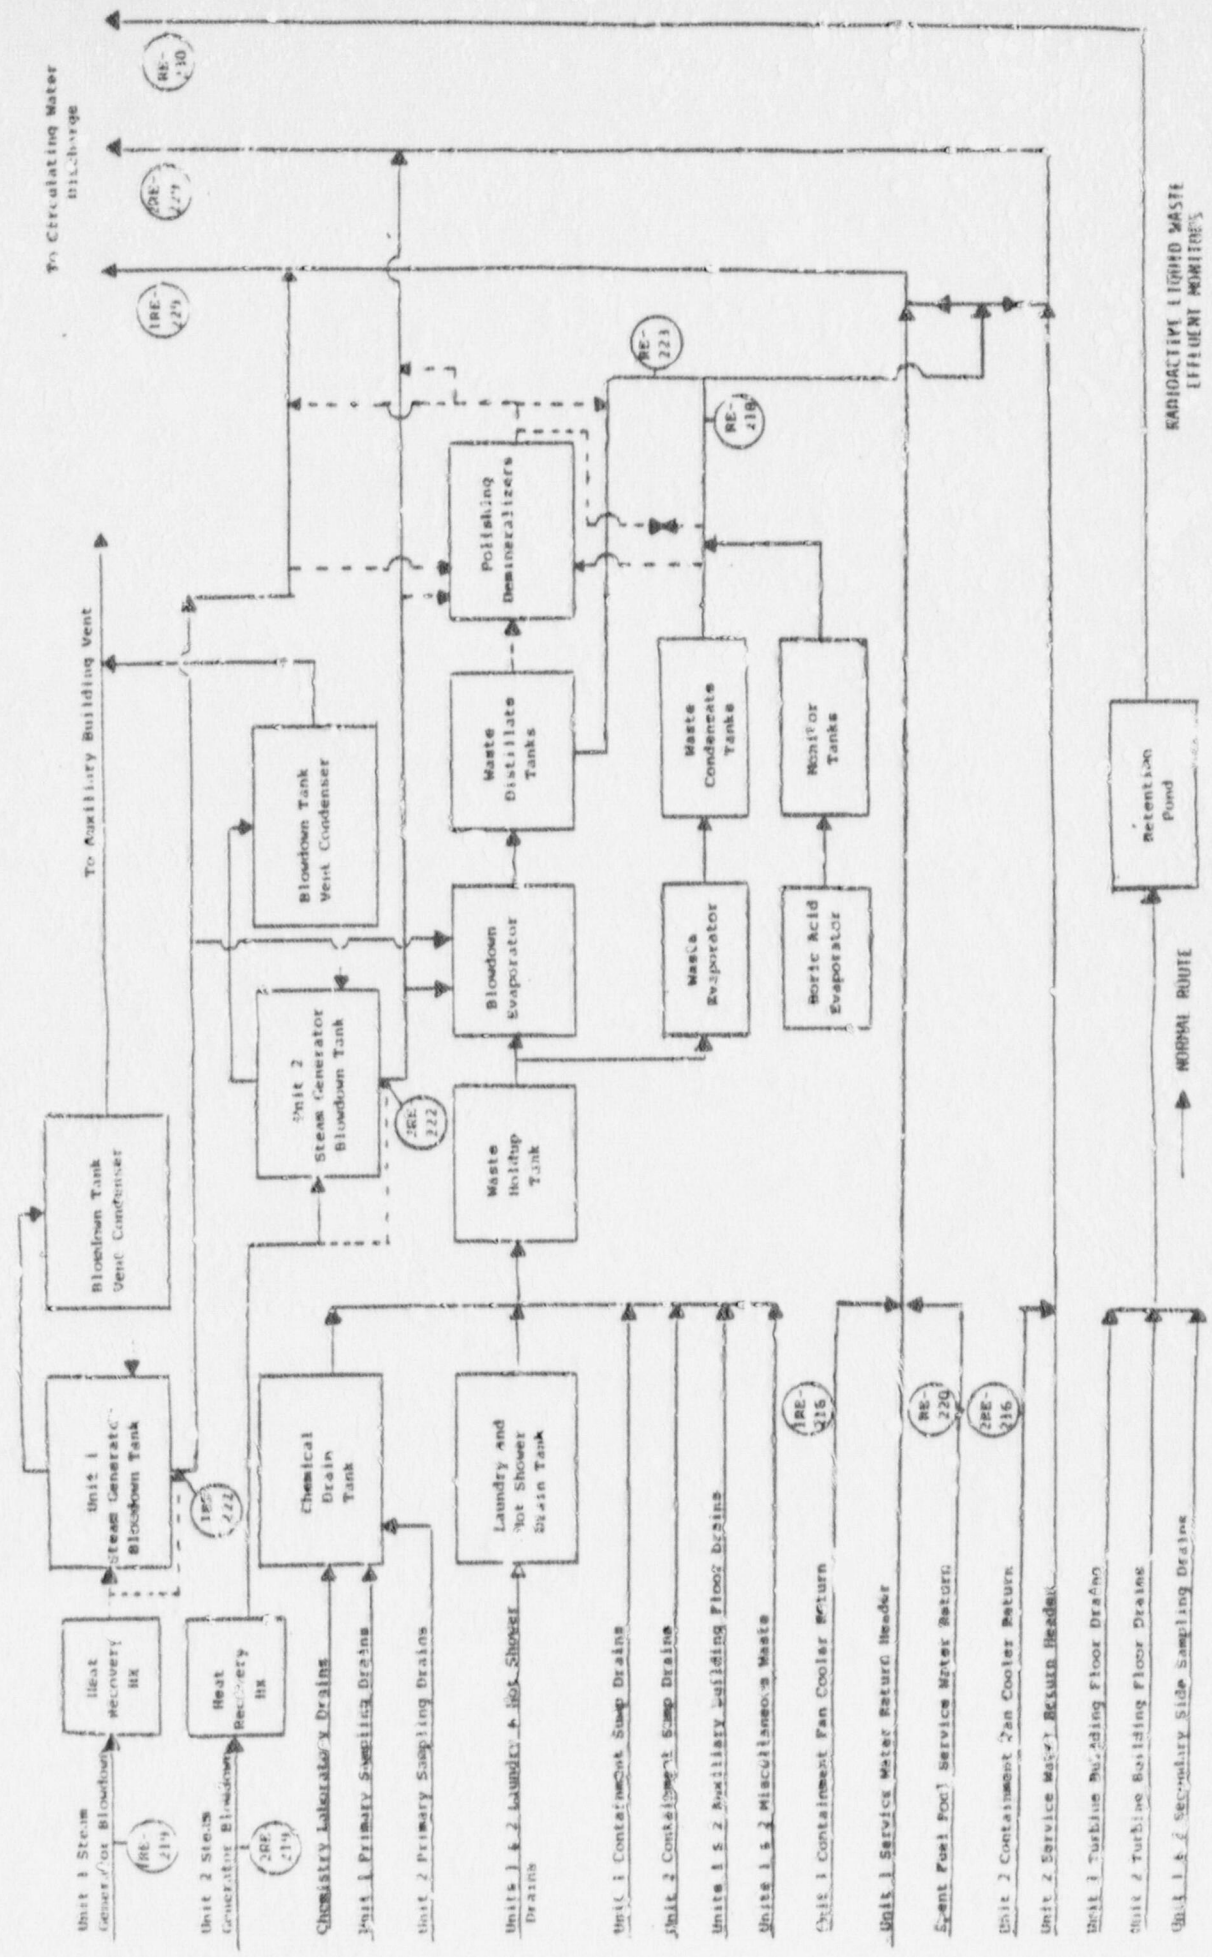 To Circulating Water
Discharge
RE-
230
2RE-
229
1RE-
229
To Auxiliary Building Vent
Blowdown Tank
Vent Condenser
Unit 1
Steam Generator
Blowdown Tank
1RE
222
Heat
Recovery
HX
Unit 1 Steam
Generator Blowdown
1RE-
219
Blowdown Tank
Vent Condenser
Unit 2
Steam Generator
Blowdown Tank
2RE
222
Heat
Recovery
HX
Unit 2 Steam
Generator Blowdown
2RE-
219
Chemical
Drain
Tank
Chemistry Laboratory Drains
Unit 1 Primary Sampling Drains
Unit 2 Primary Sampling Drains
Polishing
Demineralizers
Waste
Distillate
Tanks
Blowdown
Evaporator
Waste
Holdup
Tank
Laundry and
Hot Shower
Drain Tank
Units 1 & 2 Laundry & Hot Shower
Drains
RE-
223
RE-
218
Waste
Condensate
Tanks
Waste
Evaporator
Monitor
Tanks
Boric Acid
Evaporator
Unit 1 Containment Sump Drains
Unit 2 Containment Sump Drains
Units 1 & 2 Auxiliary Building Floor Drains
Units 1 & 2 Miscellaneous Waste
1RE-
216
Unit 1 Containment Fan Cooler Return
Unit 1 Service Water Return Header
RE-
220
Spent Fuel Pool Service Water Return
2RE-
216
Unit 2 Containment Fan Cooler Return
Unit 2 Service Water Return Header
Retention
Pond
Unit 1 Turbine Building Floor Drains
Unit 2 Turbine Building Floor Drains
Unit 1 & 2 Secondary Side Sampling Drains
NORMAL ROUTE
RADIOACTIVE LIQUID WASTE
EFFLUENT MONITORS